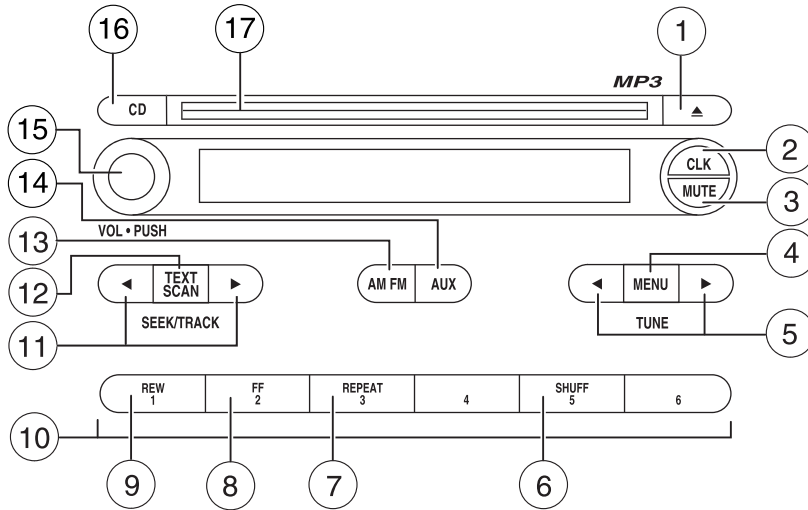 16
17
1
MP3
CD
15
2
CLK
14
MUTE
3
VOL • PUSH
13
4
12
TEXT
SCAN
AM FM
AUX
MENU
11
SEEK/TRACK
TUNE
5
REW
1
FF
2
REPEAT
3
4
SHUFF
5
6
10
9
8
7
6